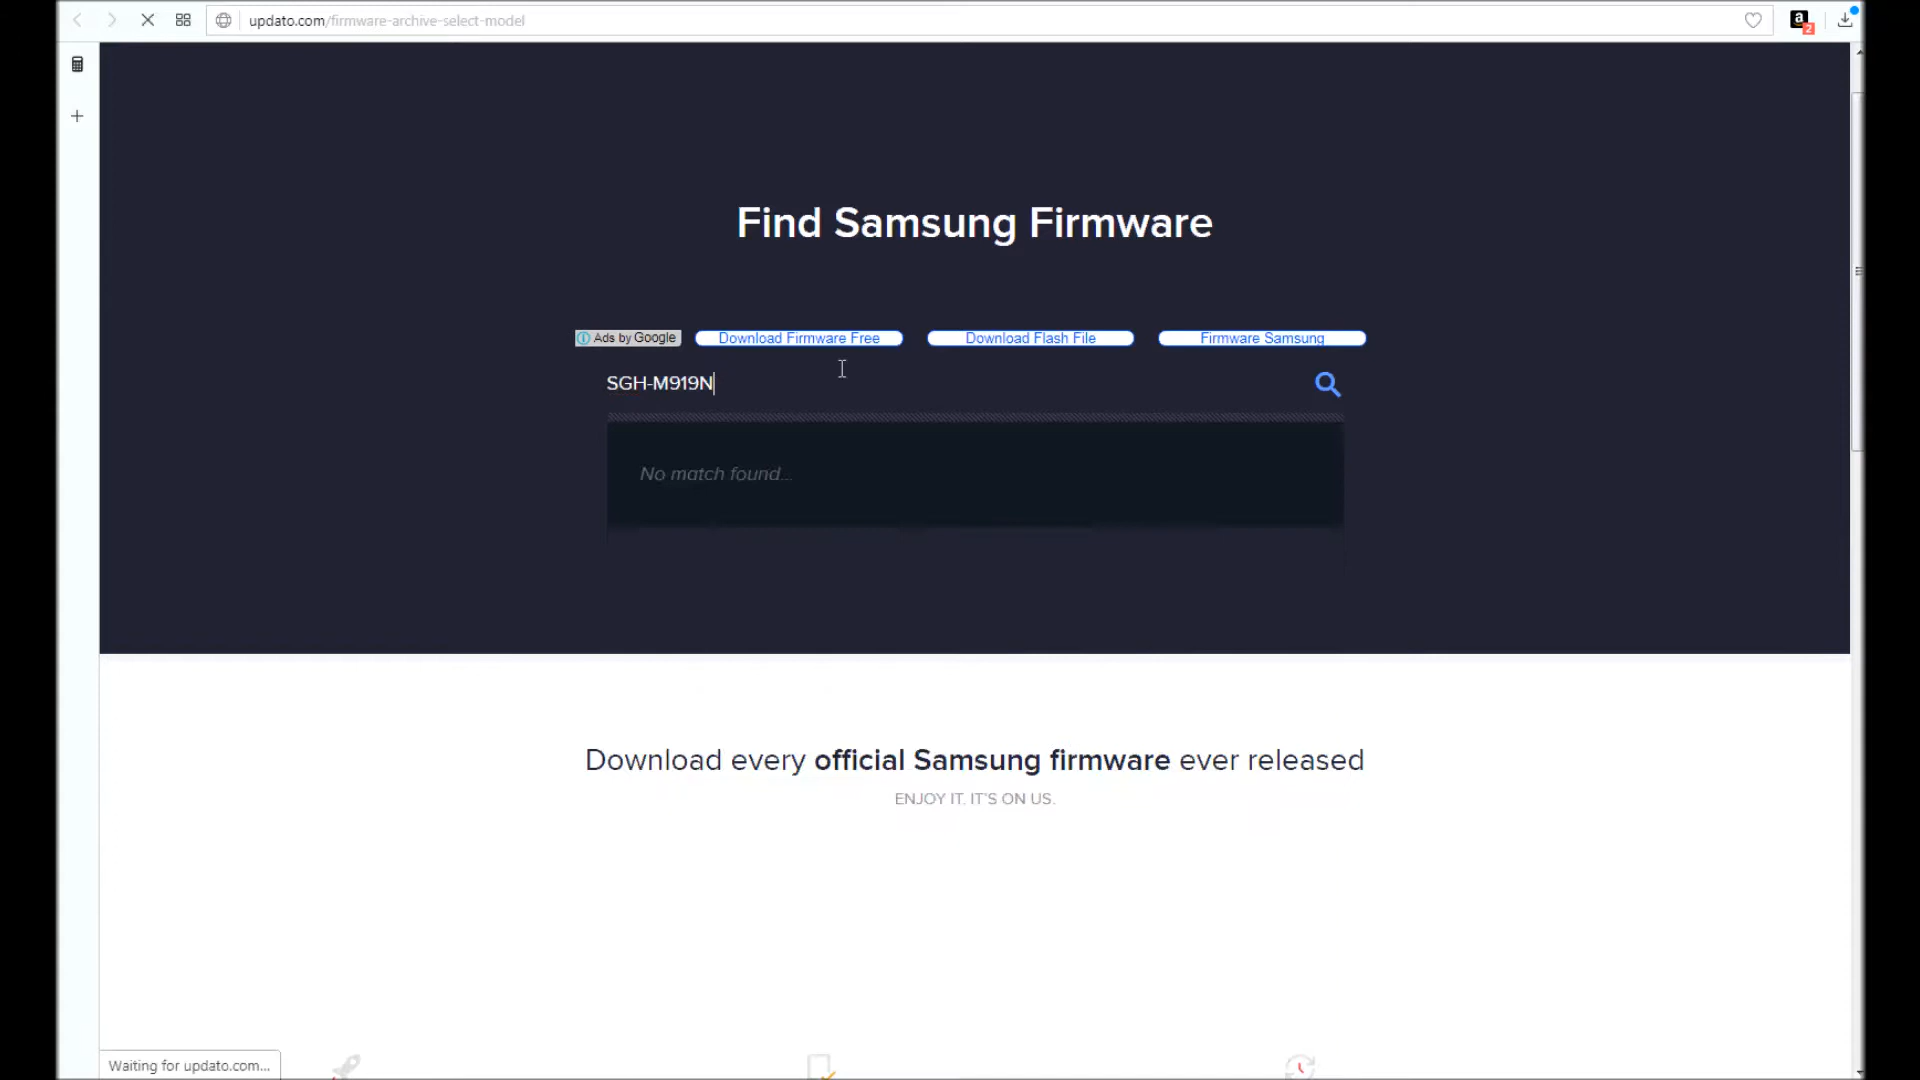 updato.com/firmware-archive-select-model
a
2
Find Samsung Firmware
Ads by Google
Download Firmware Free
Download Flash File
Firmware Samsung
SGH-M919N
No match found...
Download every official Samsung firmware ever released
ENJOY IT. IT'S ON US.
Waiting for updato.com...